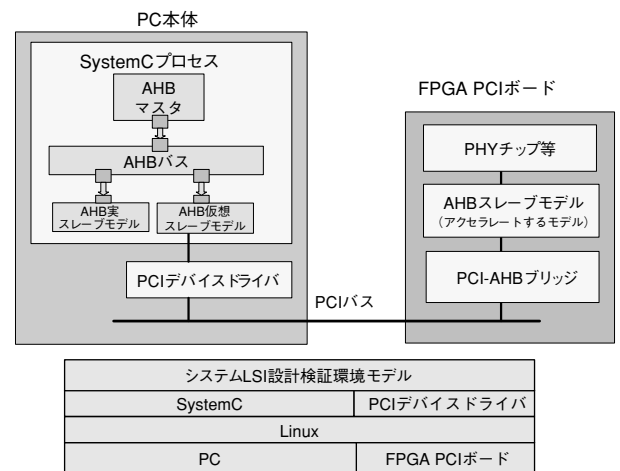 PC本体
SystemCプロセス
AHB
マスタ
AHBバス
AHB実
スレーブモデル
AHB仮想
スレーブモデル
PCIデバイスドライバ
PCIバス
FPGA PCIボード
PHYチップ等
AHBスレーブモデル
(アクセラレートするモデル)
PCI-AHBブリッジ
システムLSI設計検証環境モデル
SystemC
PCIデバイスドライバ
Linux
PC
FPGA PCIボード